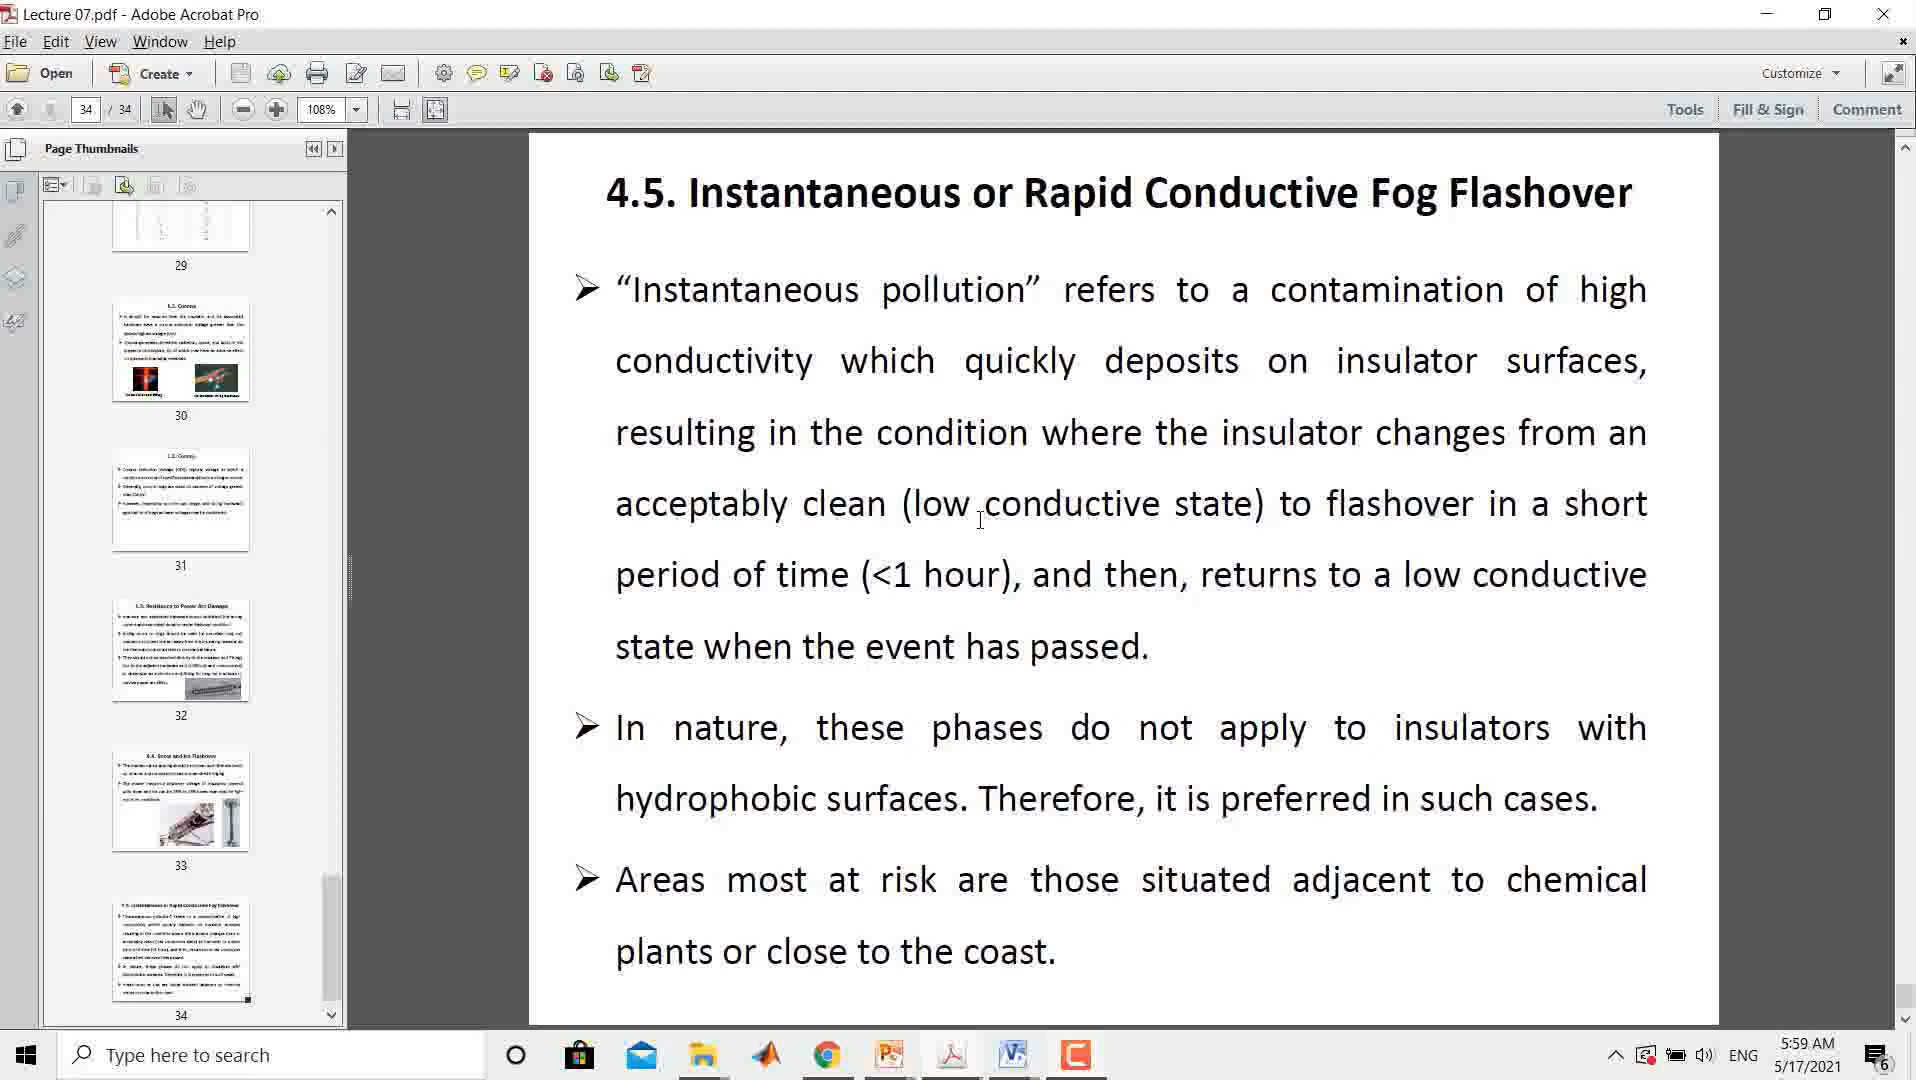 Lecture 07.pdf - Adobe Acrobat Pro
File Edit View Window Help
Open Create Customize
34 / 34 108% Tools Fill & Sign Comment
Page Thumbnails
29
30
31
32
33
34
4.5. Instantaneous or Rapid Conductive Fog Flashover
➢ “Instantaneous pollution” refers to a contamination of high
conductivity which quickly deposits on insulator surfaces,
resulting in the condition where the insulator changes from an
acceptably clean (low conductive state) to flashover in a short
period of time (<1 hour), and then, returns to a low conductive
state when the event has passed.
➢ In nature, these phases do not apply to insulators with
hydrophobic surfaces. Therefore, it is preferred in such cases.
➢ Areas most at risk are those situated adjacent to chemical
plants or close to the coast.
Type here to search
ENG
5:59 AM
5/17/2021
6